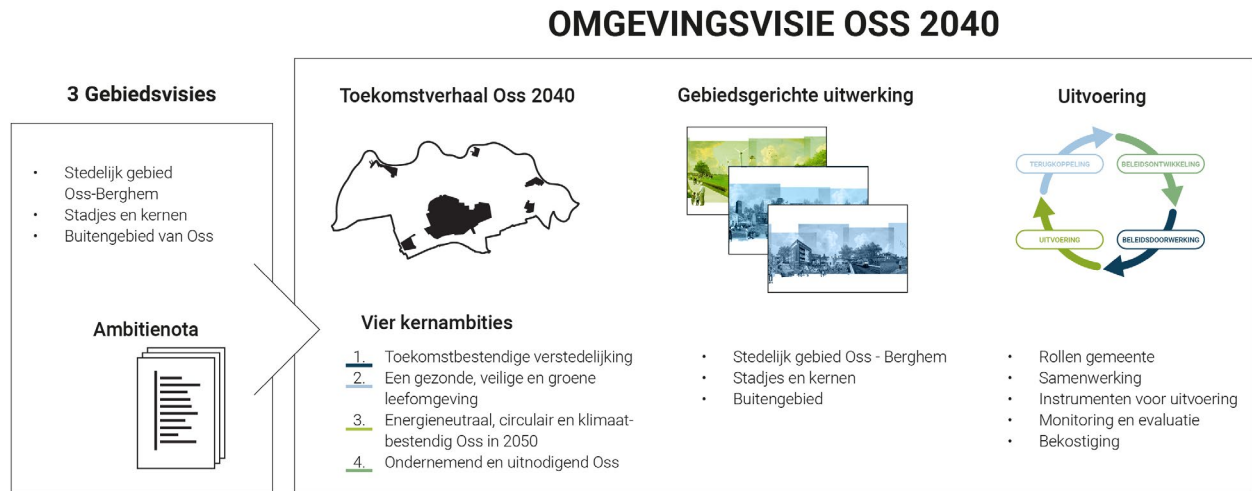 OMGEVINGSVISIE OSS 2040
3 Gebiedsvisies
• Stedelijk gebied
Oss-Berghem
• Stadjes en kernen
• Buitengebied van Oss
Ambitienota
Toekomstverhaal Oss 2040
Vier kernambities
1. Toekomstbestendige verstedelijking
2. Een gezonde, veilige en groene
leefomgeving
3. Energieneutraal, circulair en klimaat-
bestendig Oss in 2050
4. Ondernemend en uitnodigend Oss
Gebiedsgerichte uitwerking
• Stedelijk gebied Oss - Berghem
• Stadjes en kernen
• Buitengebied
Uitvoering
TERUGKOPPELING
BELEIDSONTWIKKELING
UITVOERING
BELEIDSDOORWERKING
• Rollen gemeente
• Samenwerking
• Instrumenten voor uitvoering
• Monitoring en evaluatie
• Bekostiging